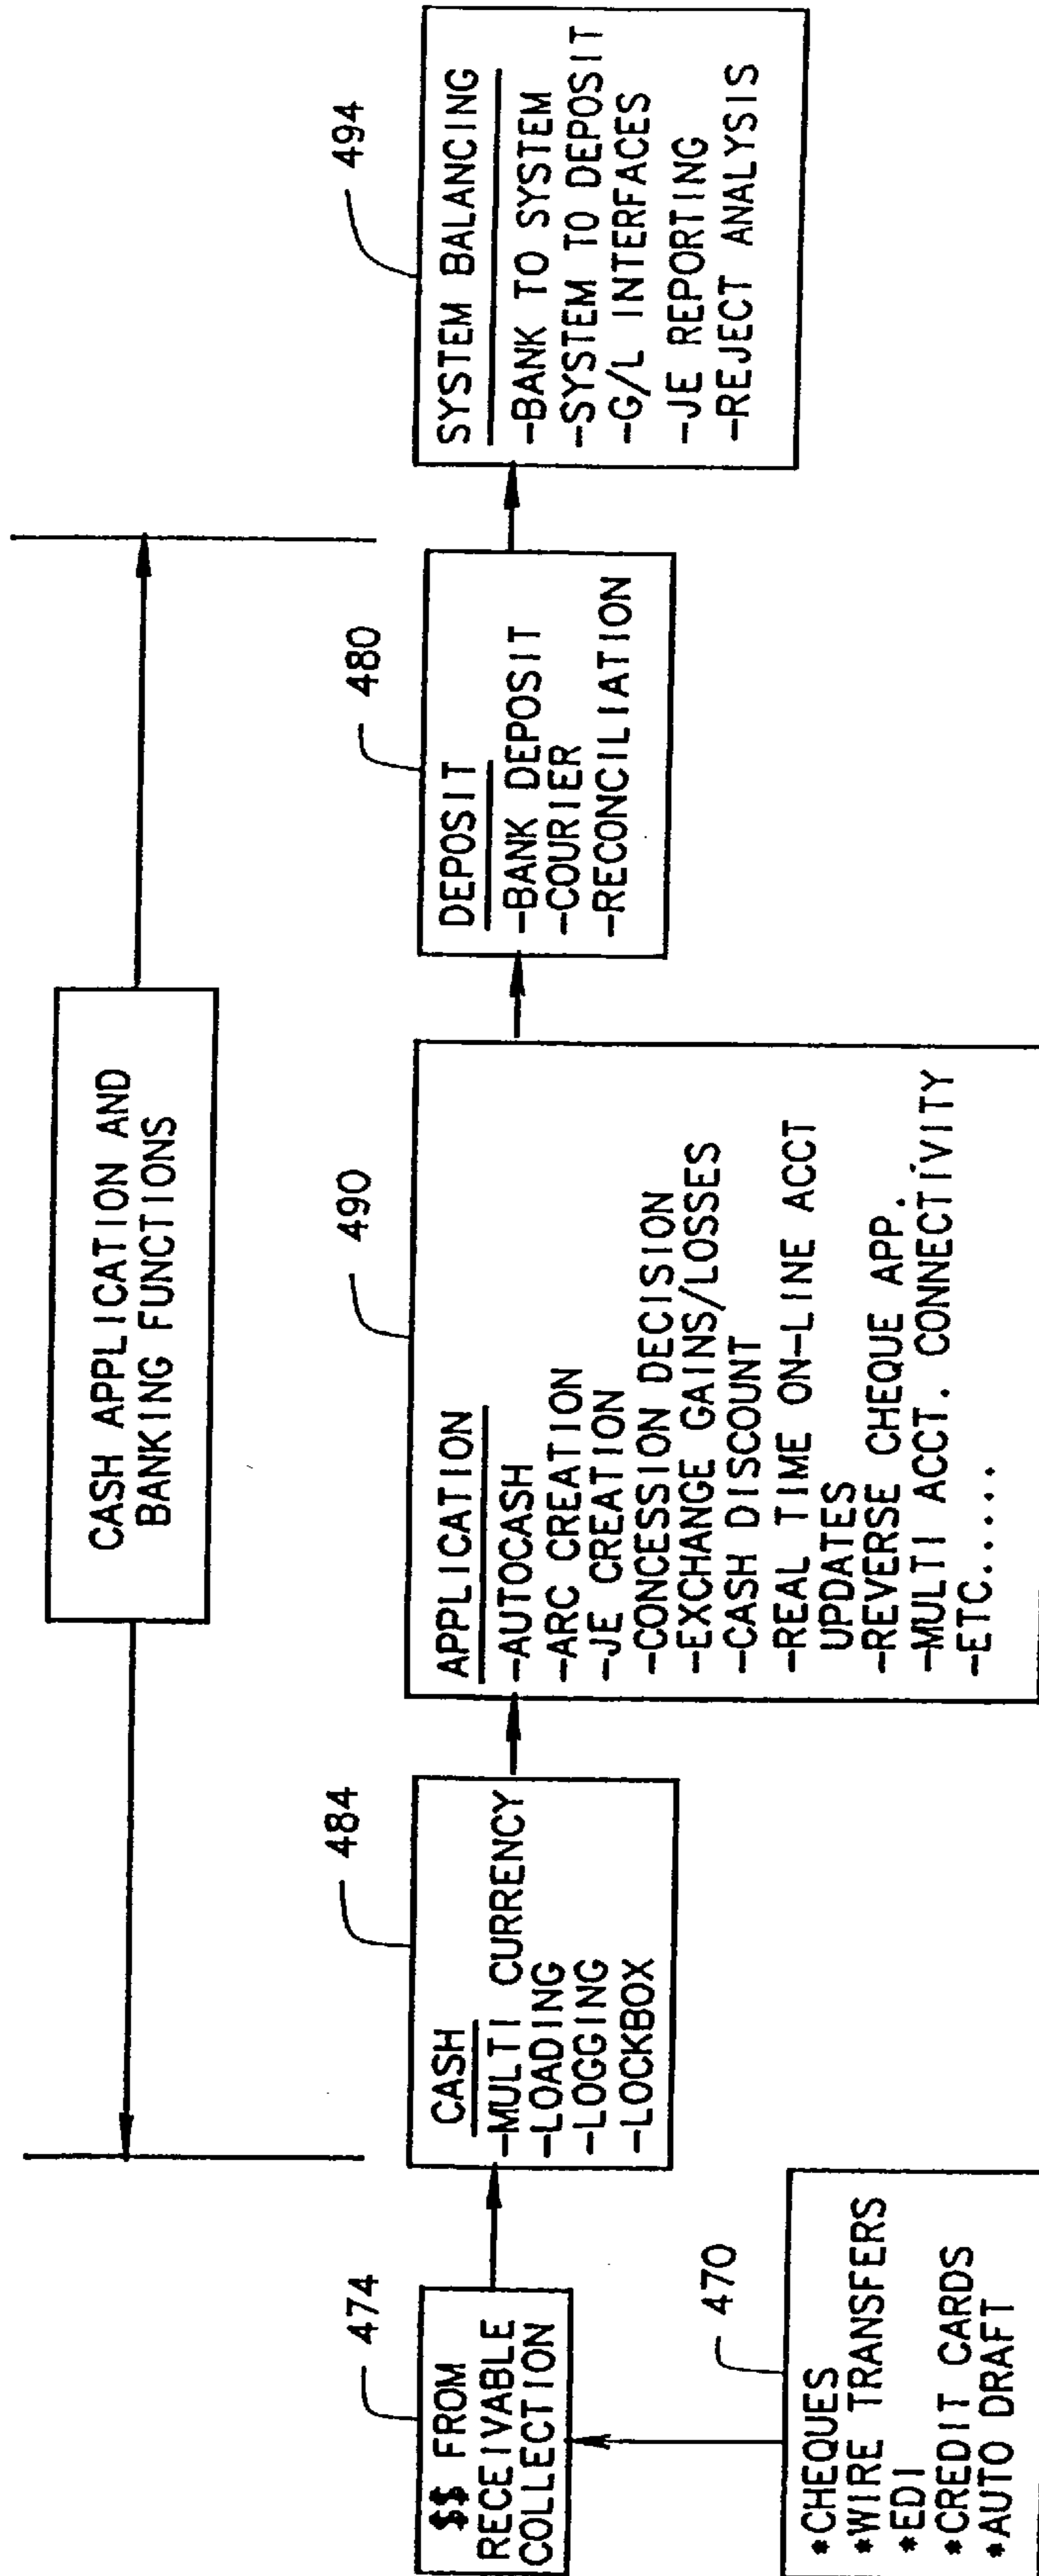 CASH APPLICATION AND
BANKING FUNCTIONS
474
$$ FROM
RECEIVABLE
COLLECTION
470
*CHEQUES
*WIRE TRANSFERS
*EDI
*CREDIT CARDS
*AUTO DRAFT
484
CASH
-MULTI CURRENCY
-LOADING
-LOGGING
-LOCKBOX
490
APPLICATION
-AUTOCASH
-ARC CREATION
-JE CREATION
-CONCESSION DECISION
-EXCHANGE GAINS/LOSSES
-CASH DISCOUNT
-REAL TIME ON-LINE ACCT
UPDATES
-REVERSE CHEQUE APP.
-MULTI ACCT. CONNECTIVITY
-ETC.....
480
DEPOSIT
-BANK DEPOSIT
-COURIER
-RECONCILIATION
494
SYSTEM BALANCING
-BANK TO SYSTEM
-SYSTEM TO DEPOSIT
-G/L INTERFACES
-JE REPORTING
-REJECT ANALYSIS